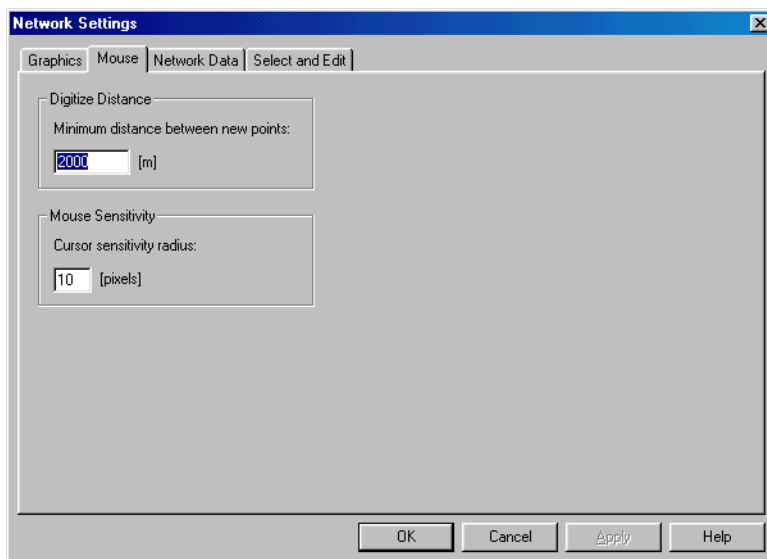 Network Settings
Graphics Mouse Network Data Select and Edit
Digitize Distance
Minimum distance between new points:
2000 [m]
Mouse Sensitivity
Cursor sensitivity radius:
10 [pixels]
OK Cancel Apply Help